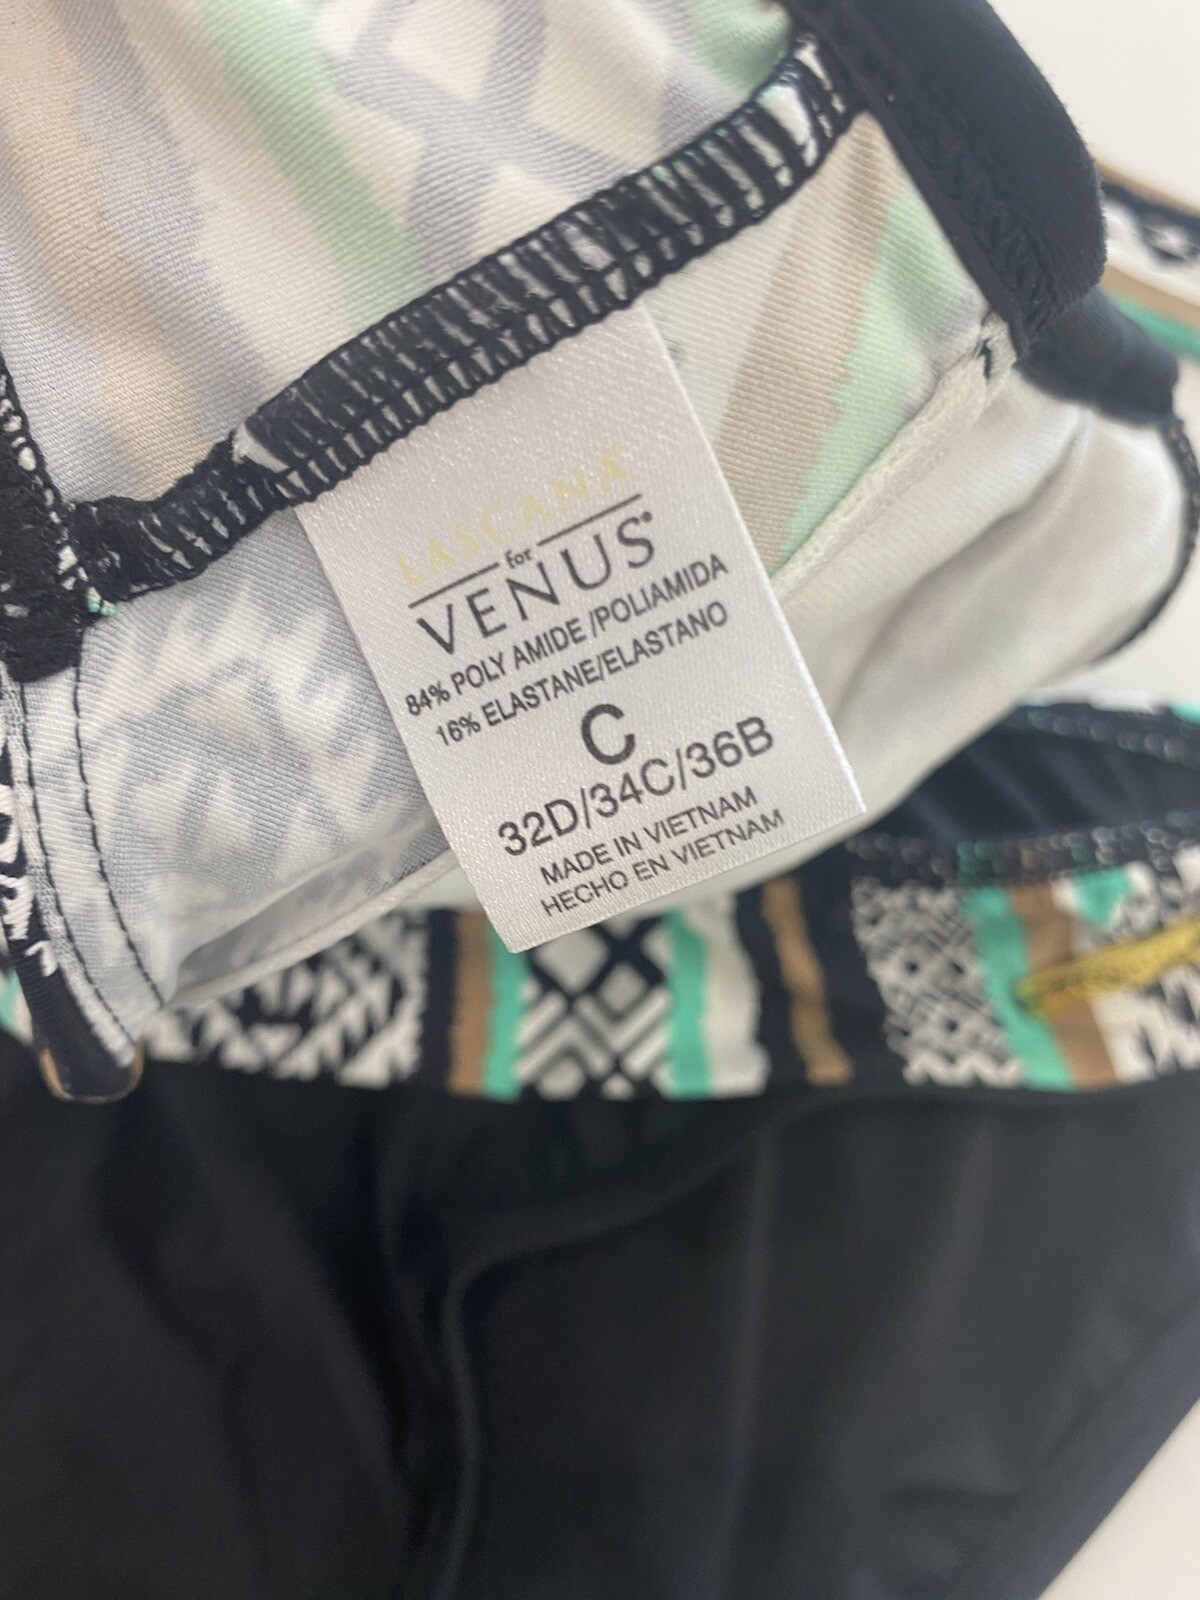 LASCANA
for
VENUS
84% POLY AMIDE/POLIAMIDA
16% ELASTANE/ELASTANO
C
32D/34C/36B
MADE IN VIETNAM
HECHO EN VIETNAM